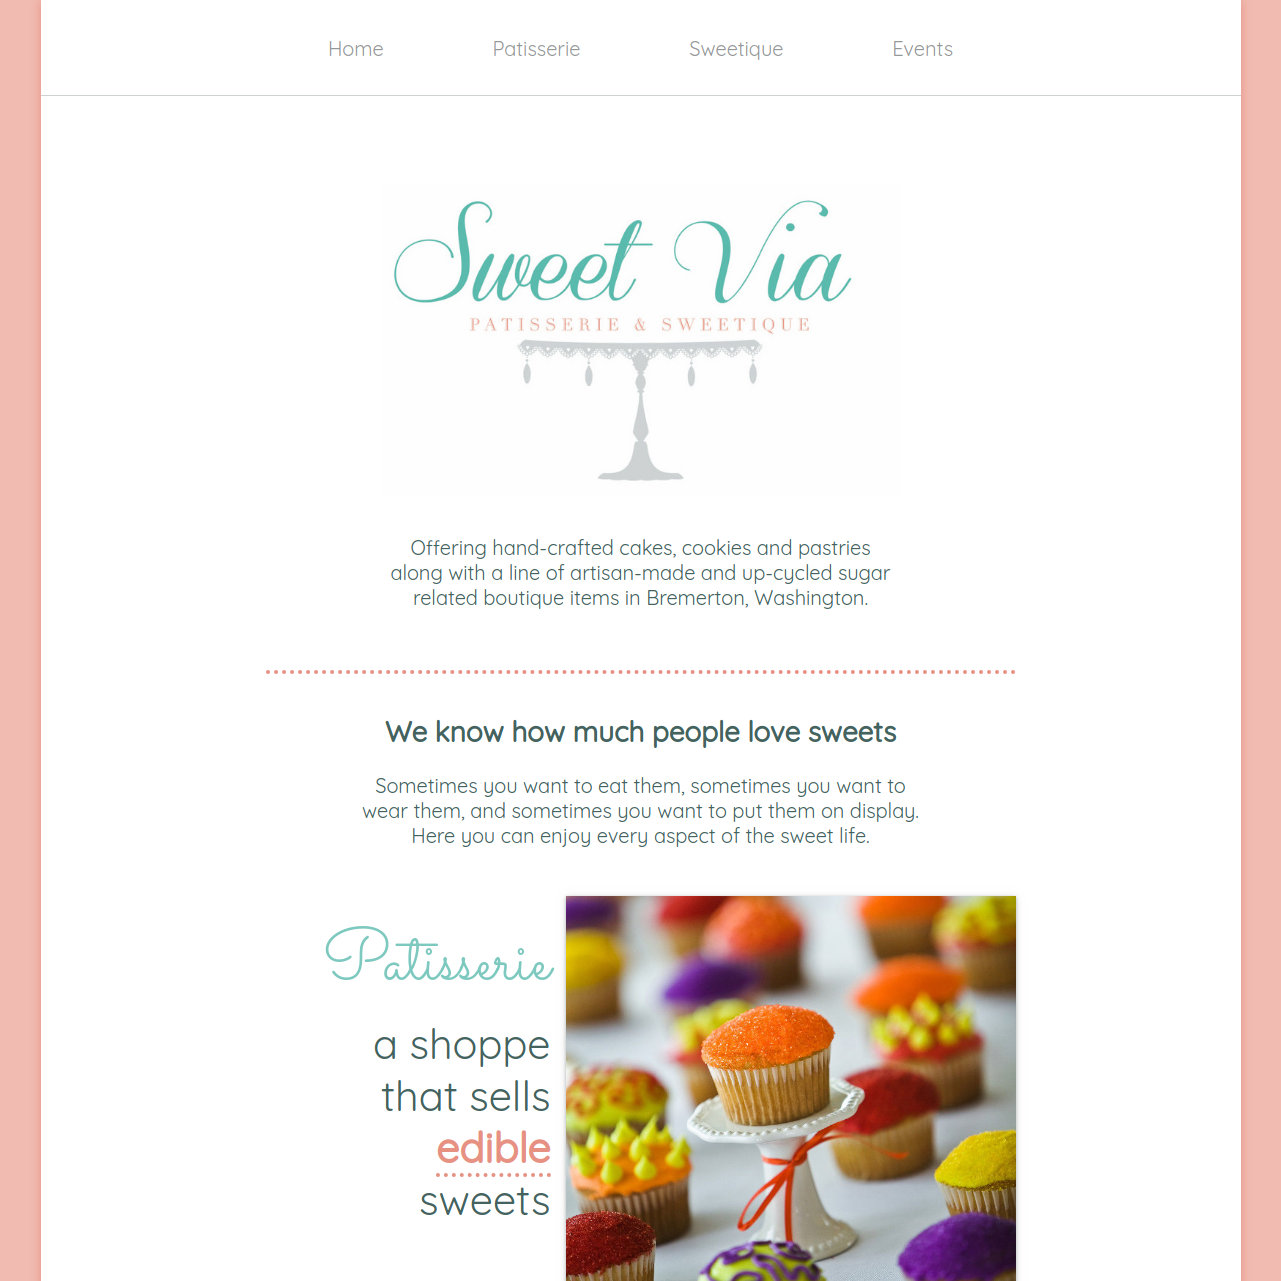 Home Patisserie Sweetique Events
Sweet Via
PATISSERIE & SWEETIQUE
Offering hand-crafted cakes, cookies and pastries
along with a line of artisan-made and up-cycled sugar
related boutique items in Bremerton, Washington.
We know how much people love sweets
Sometimes you want to eat them, sometimes you want to
wear them, and sometimes you want to put them on display.
Here you can enjoy every aspect of the sweet life.
Patisserie
a shoppe
that sells
edible
sweets